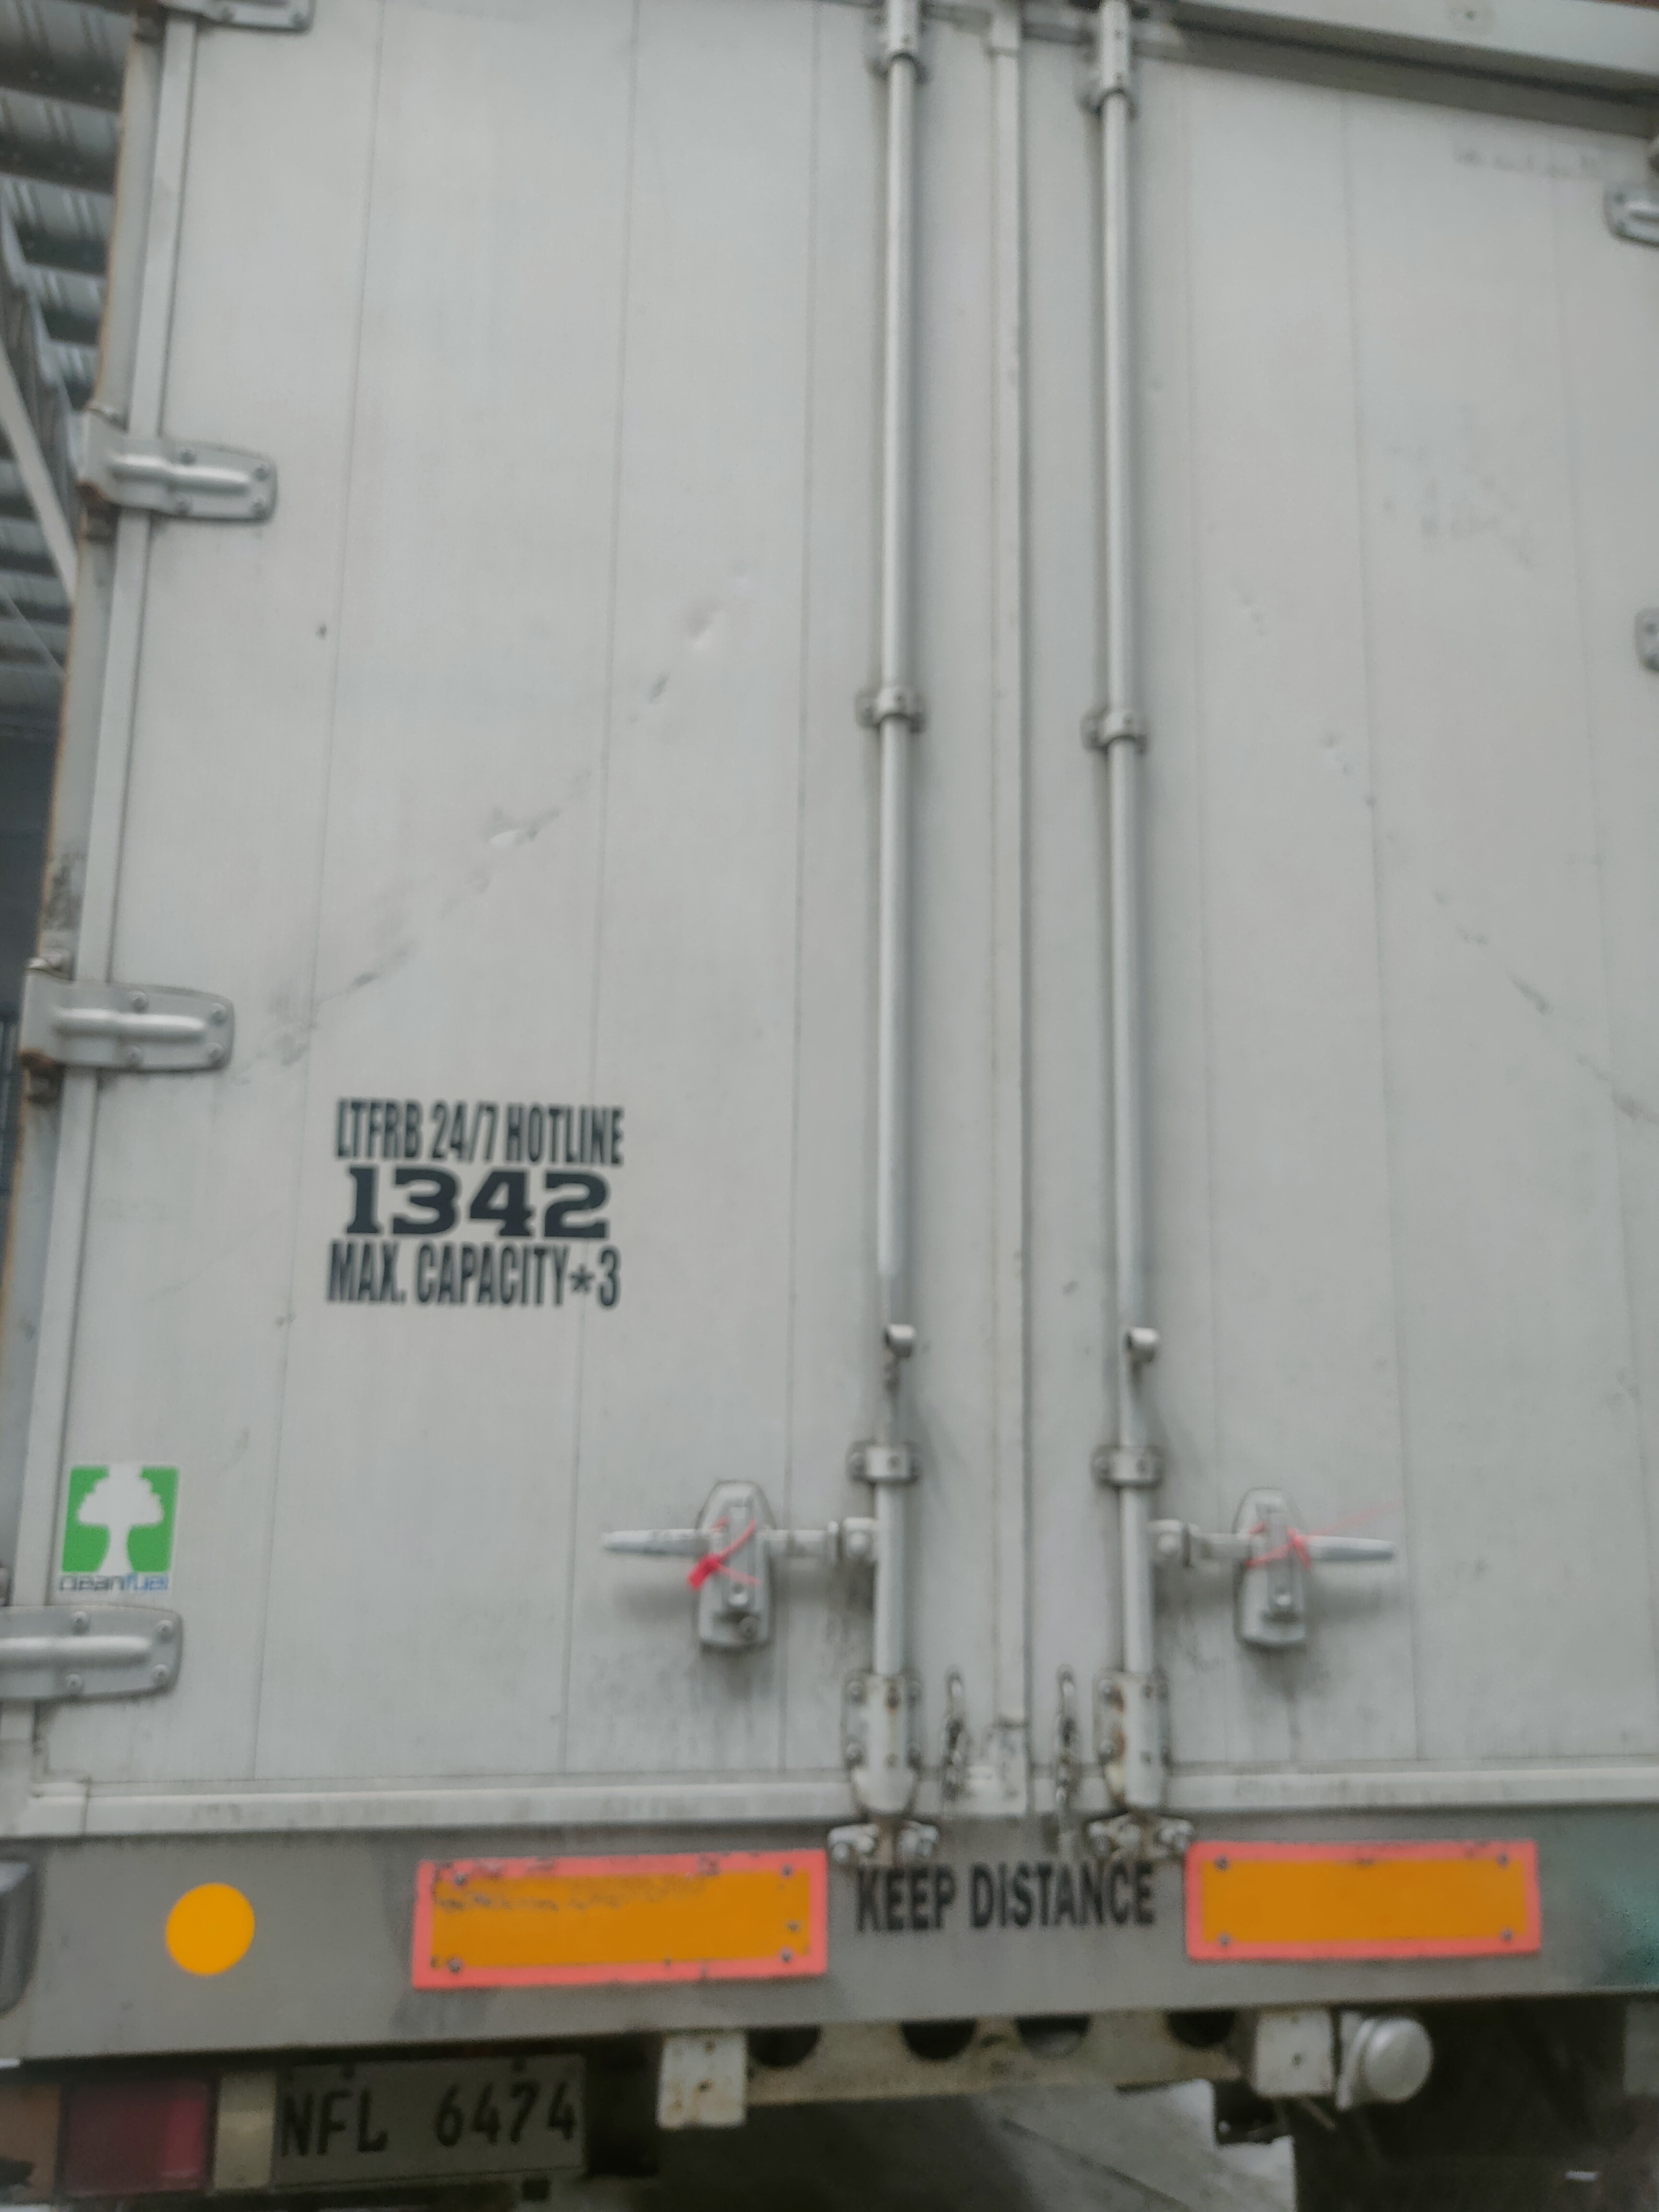 LTFRB 24/7 HOTLINE
1342
MAX. CAPACITY*3
cleanfuel
KEEP DISTANCE
NFL 6474